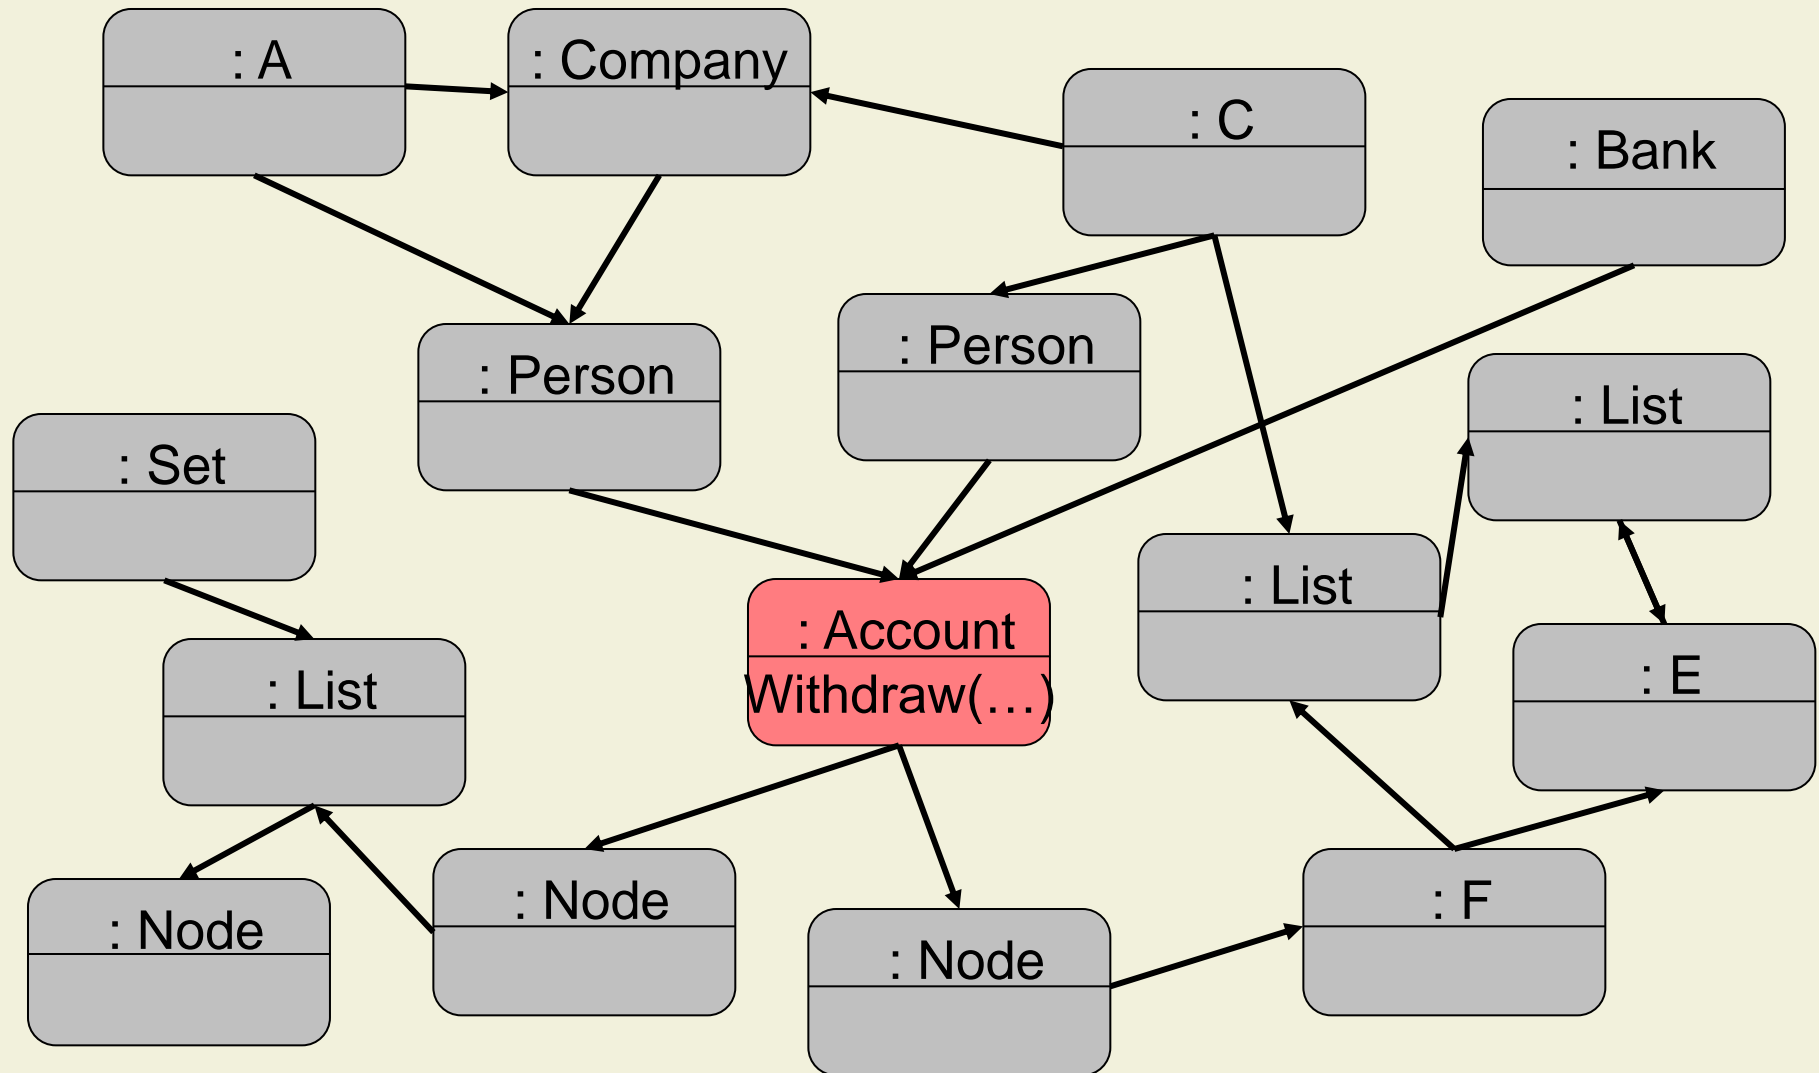 : A
: Company
: C
: Bank
: Person
: Person
: List
: Set
: List
: Account
Withdraw(…)
: List
: E
: Node
: Node
: Node
: F